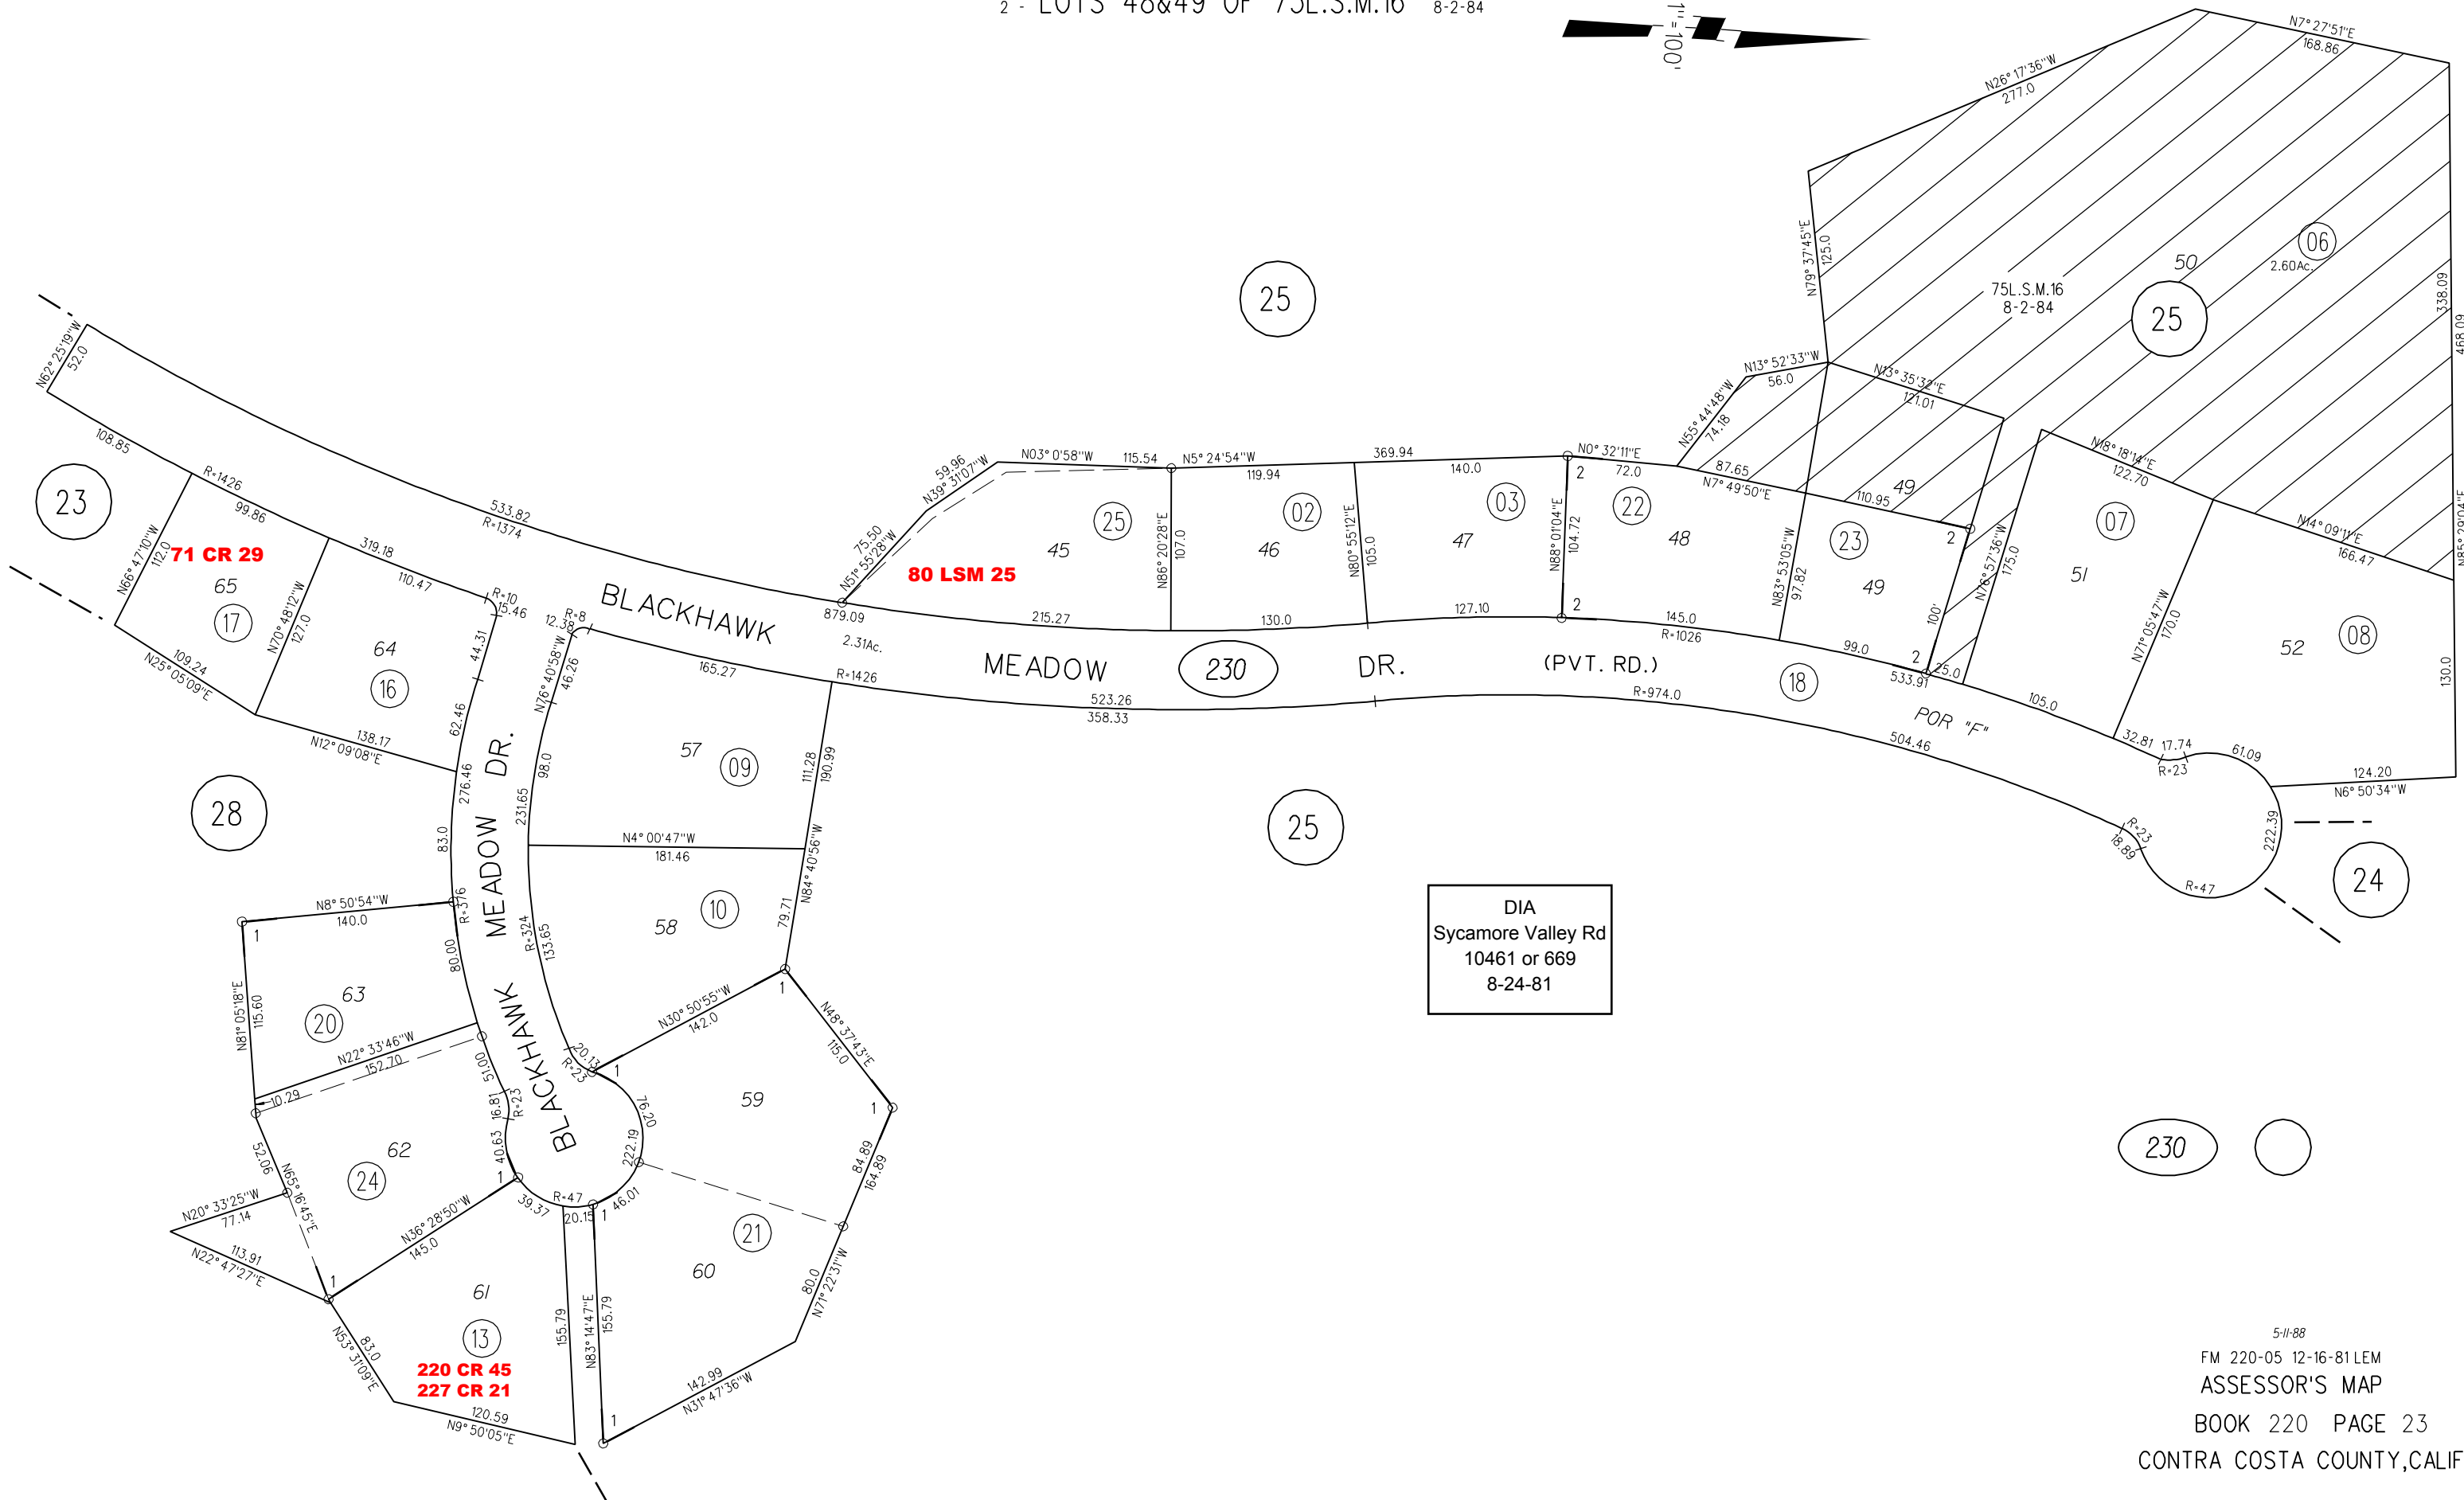 2 - LOTS 48&49 OF 75L.S.M.16 8-2-84
1"=100'
N7° 27'51"E
168.86
N26° 17'36"W
277.0
N79° 37'45"E
125.0
06
50
2.60Ac.
75L.S.M.16
8-2-84
25
338.09
468.09
N85° 29'04"E
25
N62° 25'19"W
52.0
108.85
R=1426
99.86
319.18
110.47
23
N66° 47'10"W
112.0
71 CR 29
65
17
N70° 48'12"W
127.0
109.24
N25° 05'09"E
64
16
138.17
N12° 09'08"E
R=10
15.46
44.31
62.46
276.46
83.0
533.82
R=1374
R=8
12.38
N76° 40'58"W
46.26
98.0
231.65
165.27
BLACKHAWK
MEADOW
DR.
(PVT. RD.)
230
2.31Ac.
879.09
75.50
N51° 55'28"W
59.96
N39° 31'07"W
N03° 0'58"W
115.54
80 LSM 25
45
25
215.27
N86° 20'28"E
107.0
N5° 24'54"W
369.94
119.94
02
46
130.0
N80° 55'12"E
105.0
140.0
03
47
127.10
N88° 01'04"E
104.72
2
2
N0° 32'11"E
72.0
N55° 44'48"W
74.18
N13° 52'33"W
56.0
N13° 35'32"E
121.01
87.65
N7° 49'50"E
110.95
49
22
48
145.0
R=1026
N83° 53'05"W
97.82
23
49
99.0
2
2
100'
533.91
25.0
N76° 57'36"W
175.0
N18° 18'14"E
122.70
07
51
105.0
N71° 05'47"W
170.0
N14° 09'11"E
166.47
52
08
130.0
18
POR "F"
R=1426
523.26
358.33
R=974.0
504.46
32.81
17.74
R=23
61.09
124.20
N6° 50'34"W
222.39
R=23
18.89
R=47
24
57
09
111.28
190.99
N4° 00'47"W
181.46
N84° 40'56"W
58
10
79.71
MEADOW DR.
BLACKHAWK
R=376
80.00
R=324
133.65
28
25
N8° 50'54"W
140.0
1
N81° 05'18"E
115.60
63
20
N22° 33'46"W
152.70
10.29
51.00
16.81
R=23
40.63
20.13
R=23
N30° 50'55"W
142.0
1
1
N48° 37'43"E
115.0
1
59
76.20
222.19
84.89
164.89
46.01
R=47
39.37
20.15
1
1
62
24
52.06
N65° 16'45"E
N20° 33'25"W
77.14
113.91
N22° 47'27"E
N36° 28'50"W
145.0
1
61
13
220 CR 45
227 CR 21
83.0
N53° 31'09"E
120.59
N9° 50'05"E
155.79
N83° 14'47"E
155.79
1
21
60
80.0
N71° 22'31"W
142.99
N31° 47'36"W
DIA
Sycamore Valley Rd
10461 or 669
8-24-81
230
5-11-88
FM 220-05 12-16-81 LEM
ASSESSOR'S MAP
BOOK 220 PAGE 23
CONTRA COSTA COUNTY,CALIF